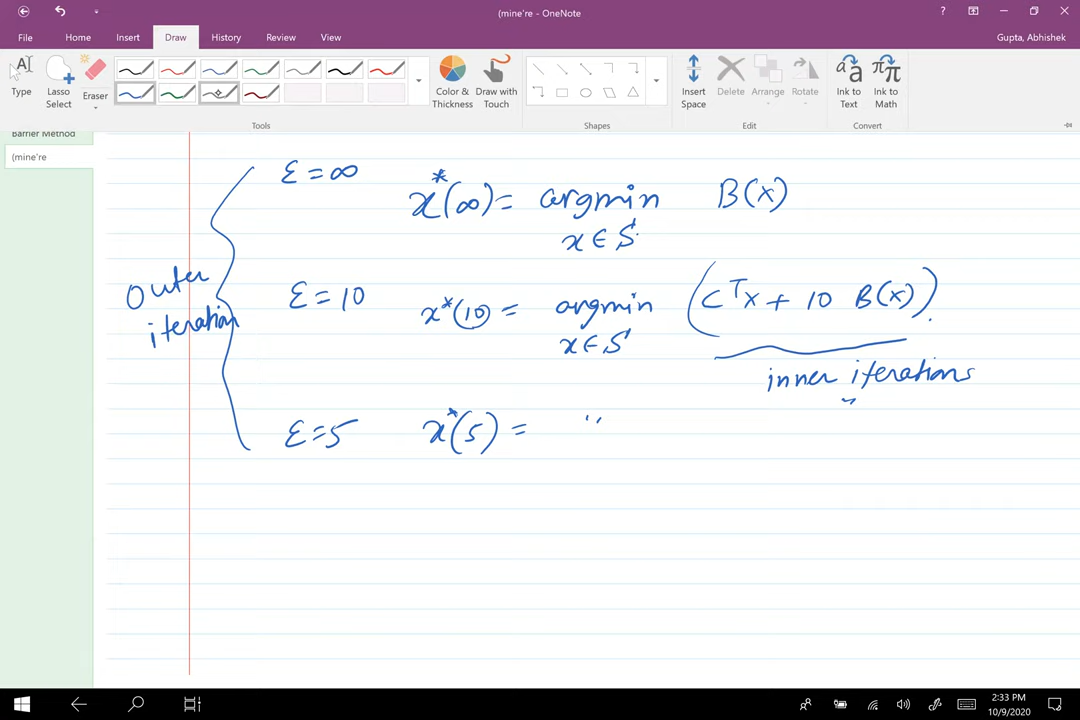 (mine're - OneNote
File Home Insert Draw History Review View Gupta, Abhishek
Type Lasso Select Eraser Color & Thickness Draw with Touch Insert Space Delete Arrange Rotate Ink to Text Ink to Math
Tools Shapes Edit Convert
Barrier Method
(mine're
ε = ∞
x*(∞) = argmin B(x)
x ∈ S
Outer iteration
ε = 10 x*(10) = argmin (C^T x + 10 B(x)).
x ∈ S
inner iterations
ε = 5 x*(5) = "
2:33 PM
10/9/2020